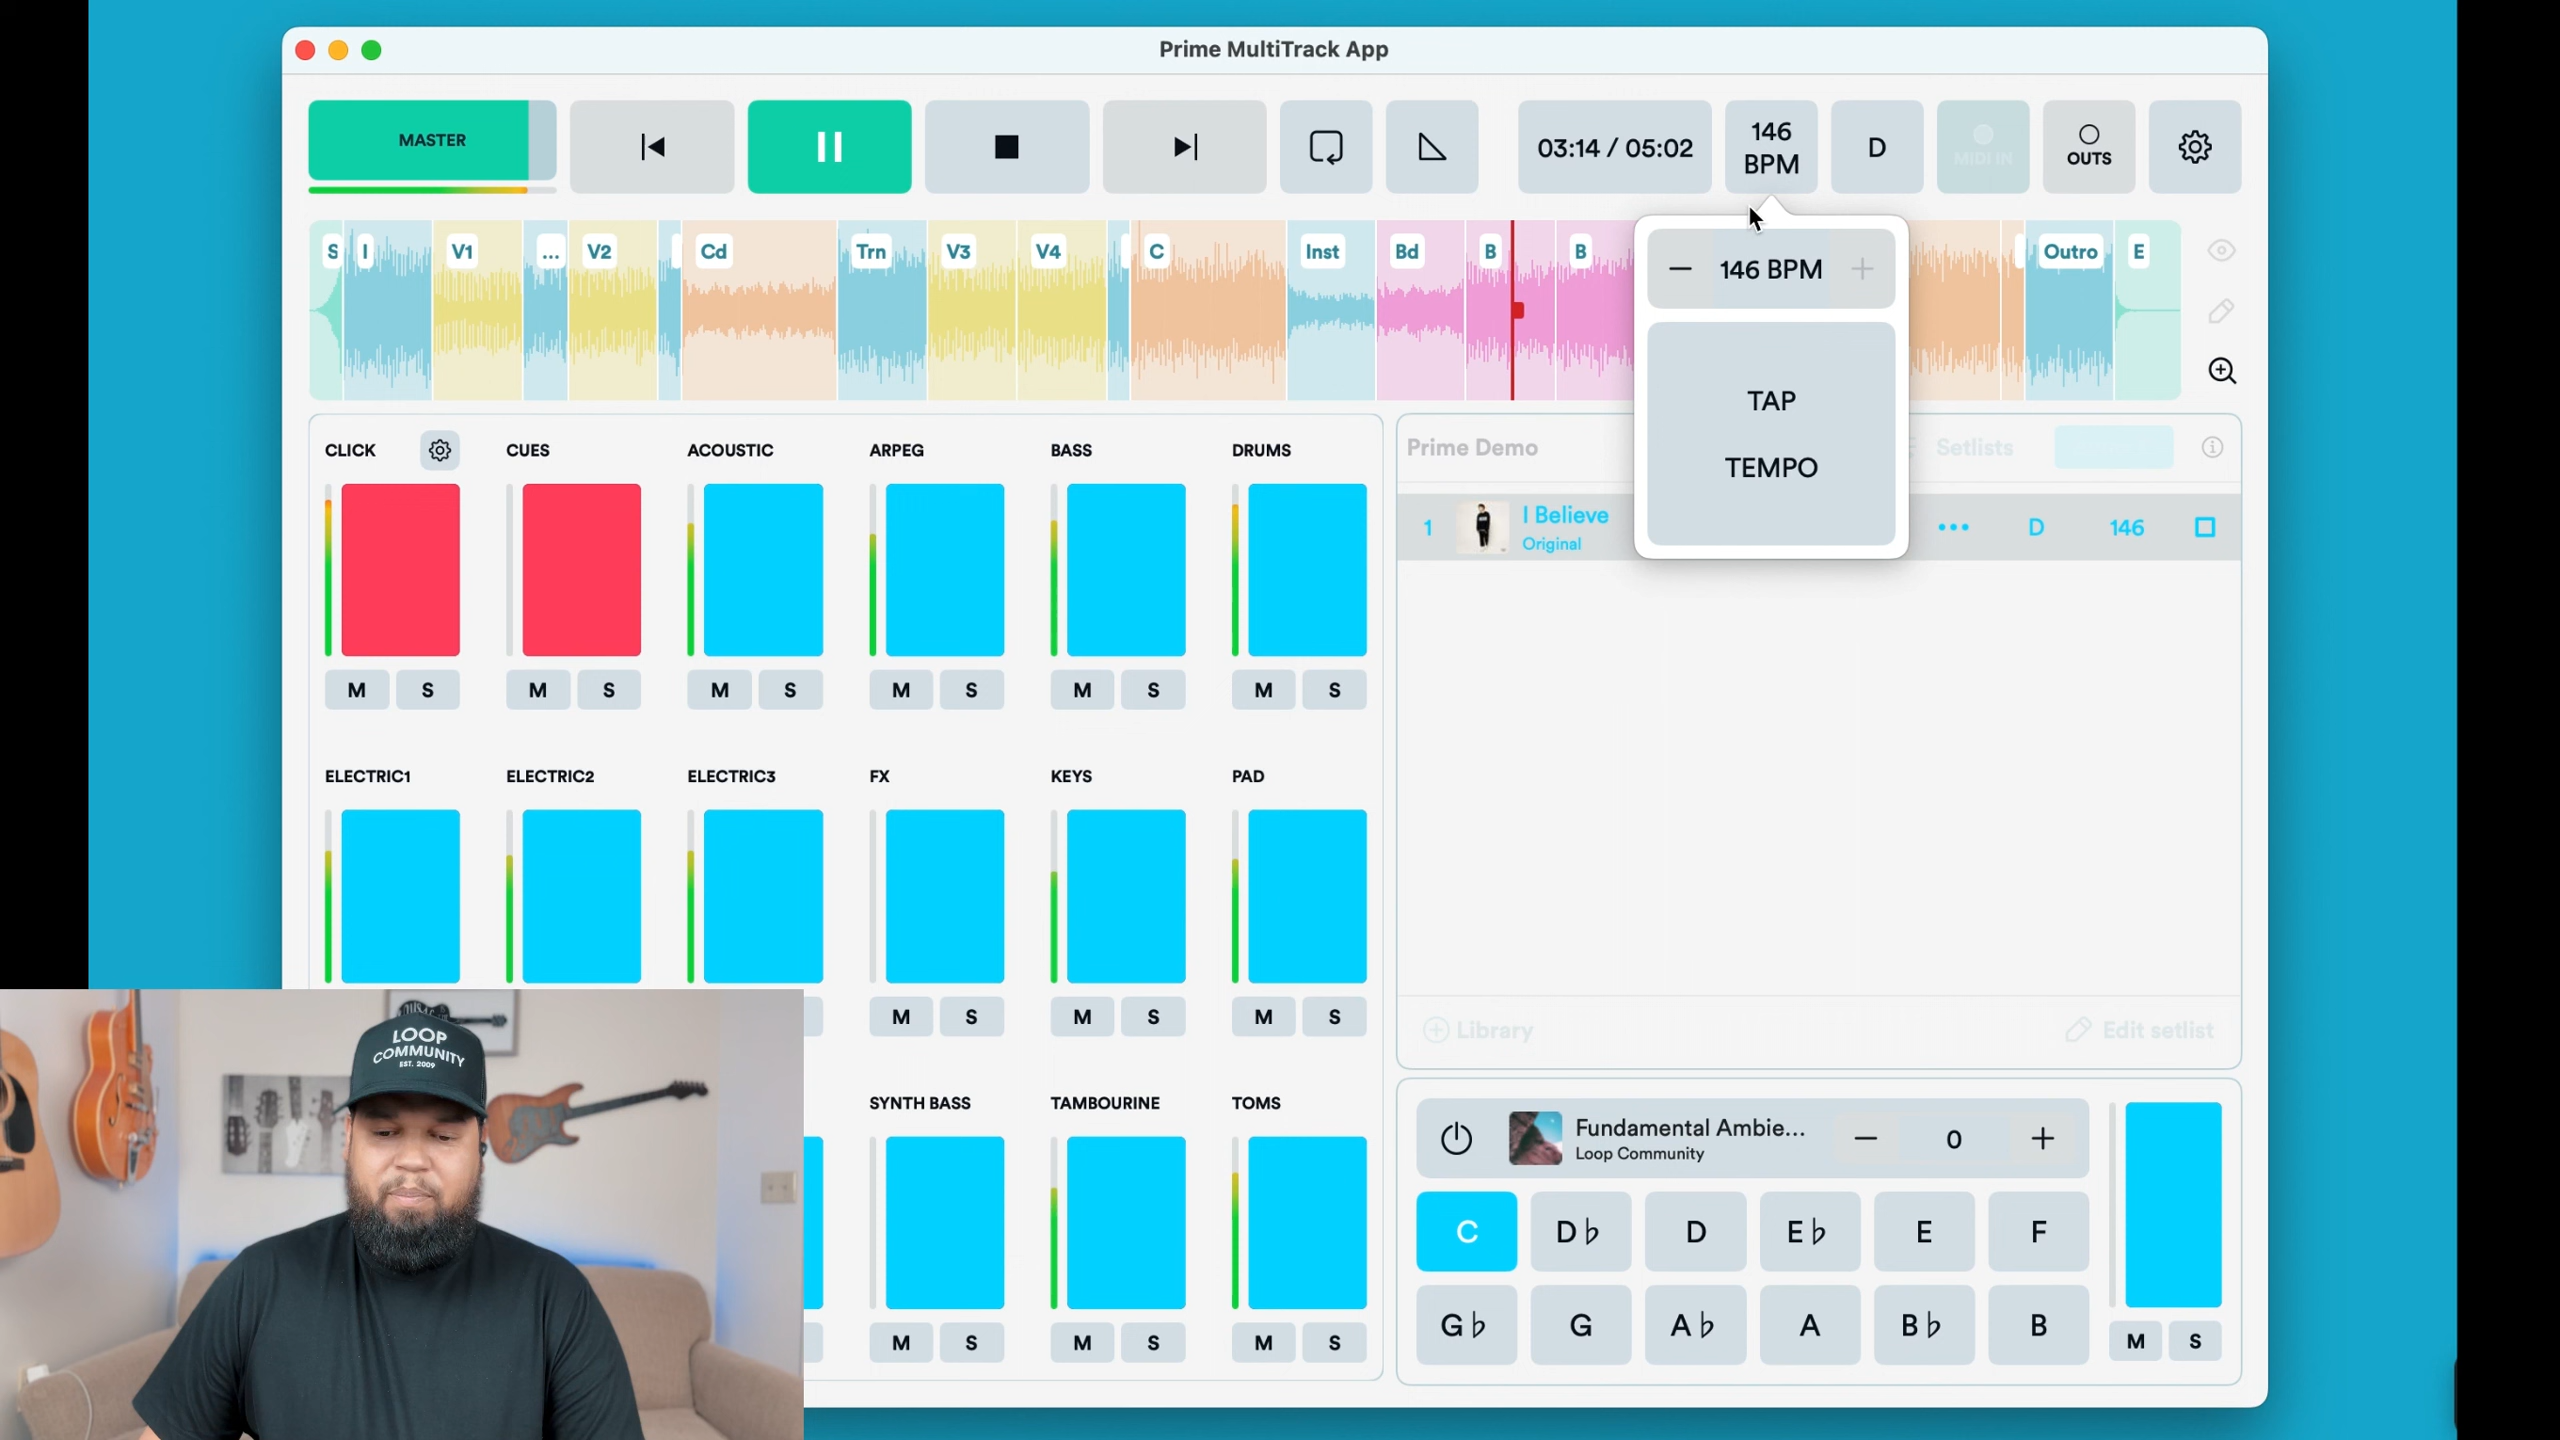 Prime MultiTrack App
MASTER
03:14 / 05:02
146
BPM
D
MIDI IN
OUTS
S
I
V1
...
V2
Cd
Trn
V3
V4
C
Inst
Bd
B
B
Outro
E
146 BPM
TAP
TEMPO
CLICK
CUES
ACOUSTIC
ARPEG
BASS
DRUMS
M S
M S
M S
M S
M S
M S
Prime Demo
Setlists
1
I Believe
Original
D
146
ELECTRIC1
ELECTRIC2
ELECTRIC3
FX
KEYS
PAD
M S
M S
M S
Library
Edit setlist
SYNTH BASS
TAMBOURINE
TOMS
M S
M S
M S
Fundamental Ambie...
Loop Community
0
C
D♭
D
E♭
E
F
G♭
G
A♭
A
B♭
B
M S
LOOP
COMMUNITY
EST. 2009